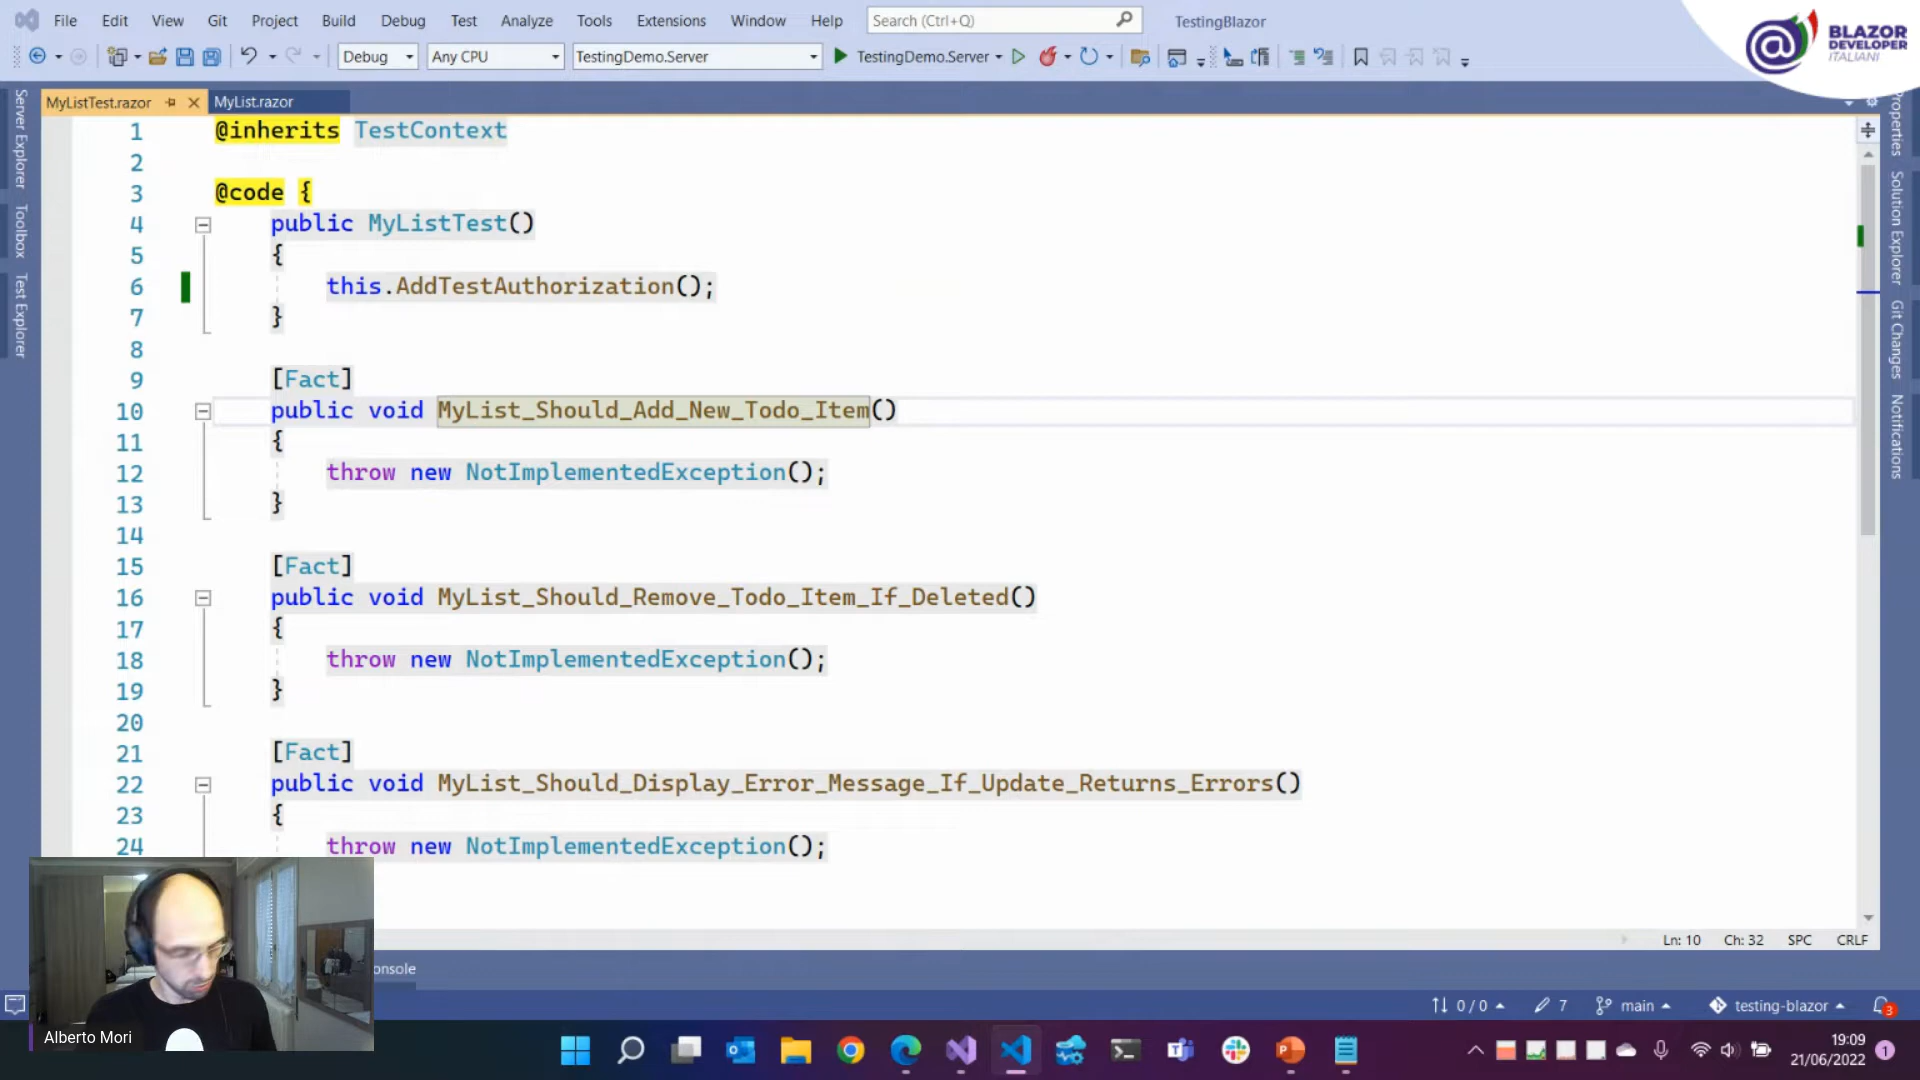 File Edit View Git Project Build Debug Test Analyze Tools Extensions Window Help Search (Ctrl+Q) TestingBlazor
BLAZOR
DEVELOPER
ITALIANI
Debug Any CPU TestingDemo.Server TestingDemo.Server
MyListTest.razor MyList.razor
Server Explorer
Toolbox
Test Explorer
Properties
Solution Explorer
Git Changes
Notifications
1 @inherits TestContext
2
3 @code {
4 public MyListTest()
5 {
6 this.AddTestAuthorization();
7 }
8
9 [Fact]
10 public void MyList_Should_Add_New_Todo_Item()
11 {
12 throw new NotImplementedException();
13 }
14
15 [Fact]
16 public void MyList_Should_Remove_Todo_Item_If_Deleted()
17 {
18 throw new NotImplementedException();
19 }
20
21 [Fact]
22 public void MyList_Should_Display_Error_Message_If_Update_Returns_Errors()
23 {
24 throw new NotImplementedException();
Ln: 10 Ch: 32 SPC CRLF
onsole
0 / 0 7 main testing-blazor 3
Alberto Mori
19:09
21/06/2022 1